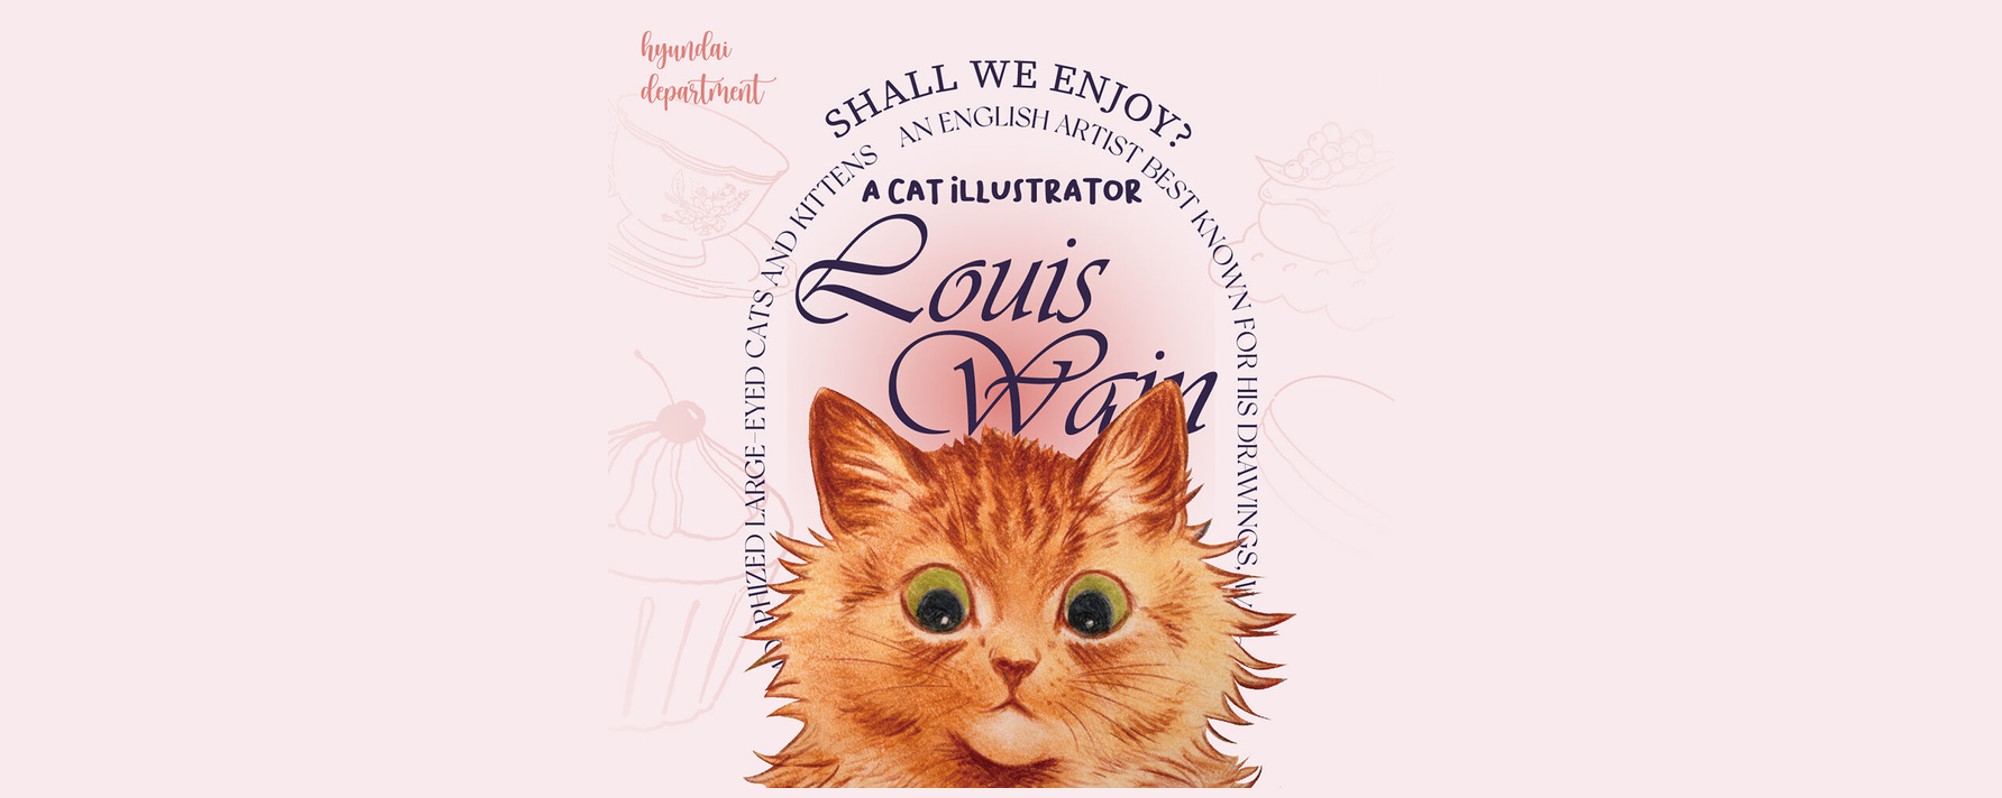 hyundai
department
SHALL WE ENJOY?
AN ENGLISH ARTIST BEST KNOWN FOR HIS DRAWINGS,
PHIZED LARGE-EYED CATS AND KITTENS
A CAT iLLUSTRATOR
Louis
Wain